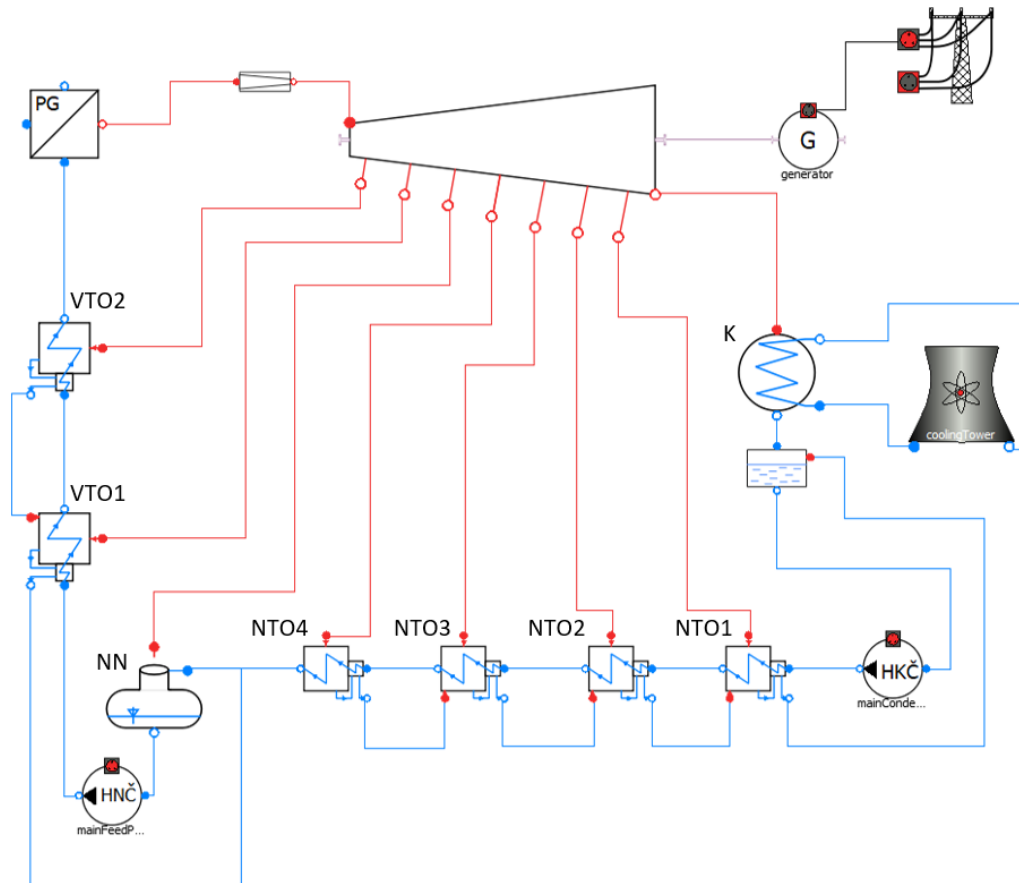 PG
G
generator
VTO2
K
coolingTower
VTO1
NTO4
NTO3
NTO2
NTO1
NN
HKČ
mainConde...
HNČ
mainFeedP...